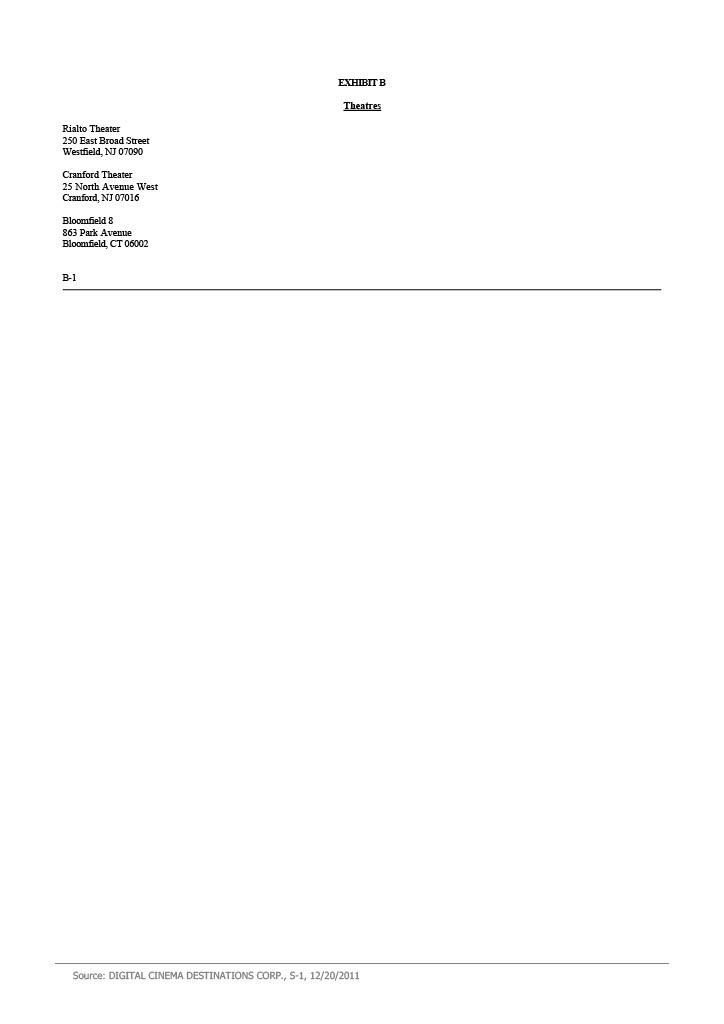 EXHIBIT B
Theatres
Rialto Theater
250 East Broad Street
Westfield, NJ 07090
Cranford Theater
25 North Avenue West
Cranford, NJ 07016
Bloomfield 8
863 Park Avenue
Bloomfield, CT 06002
B-1
Source: DIGITAL CINEMA DESTINATIONS CORP., S-1, 12/20/2011